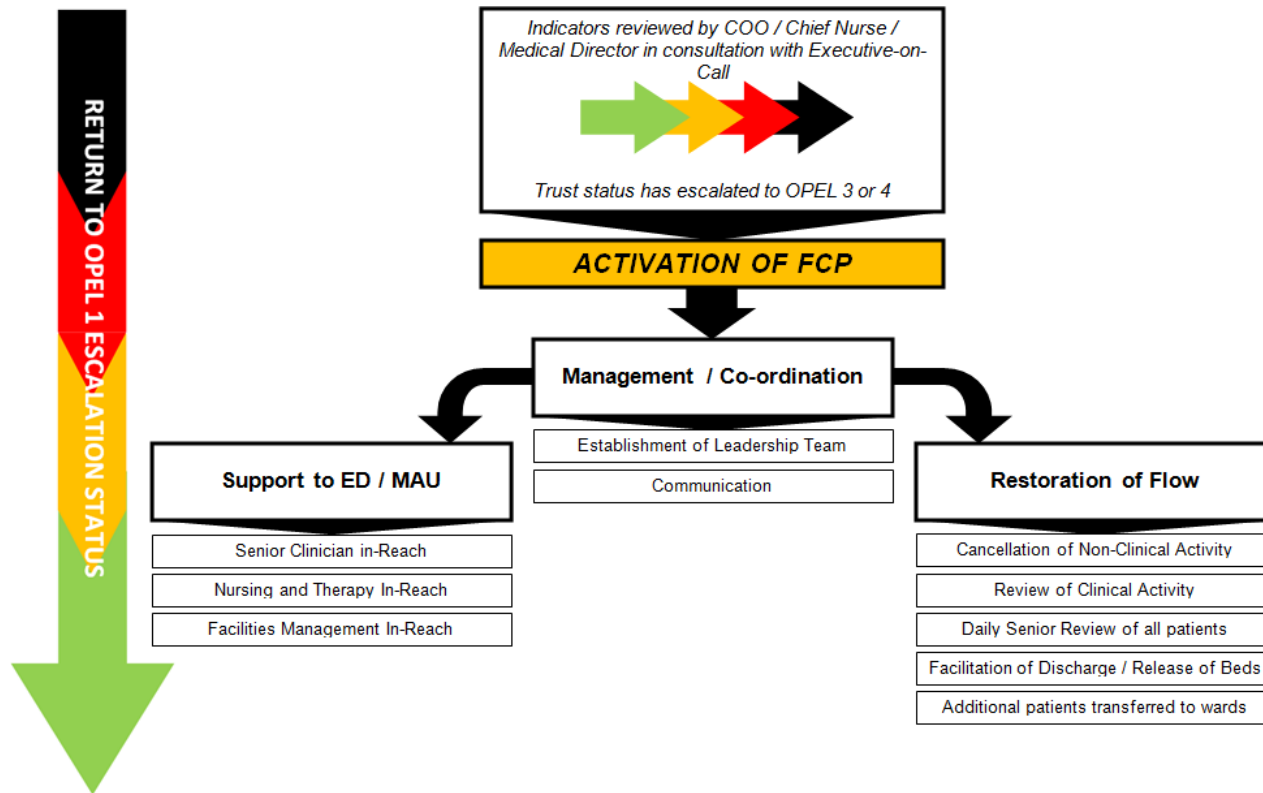 Indicators reviewed by COO / Chief Nurse /
Medical Director in consultation with Executive-on-
Call
Trust status has escalated to OPEL 3 or 4
ACTIVATION OF FCP
Management / Co-ordination
Establishment of Leadership Team
Communication
Support to ED / MAU
Senior Clinician in-Reach
Nursing and Therapy In-Reach
Facilities Management In-Reach
Restoration of Flow
Cancellation of Non-Clinical Activity
Review of Clinical Activity
Daily Senior Review of all patients
Facilitation of Discharge / Release of Beds
Additional patients transferred to wards
RETURN TO OPEL 1 ESCALATION STATUS